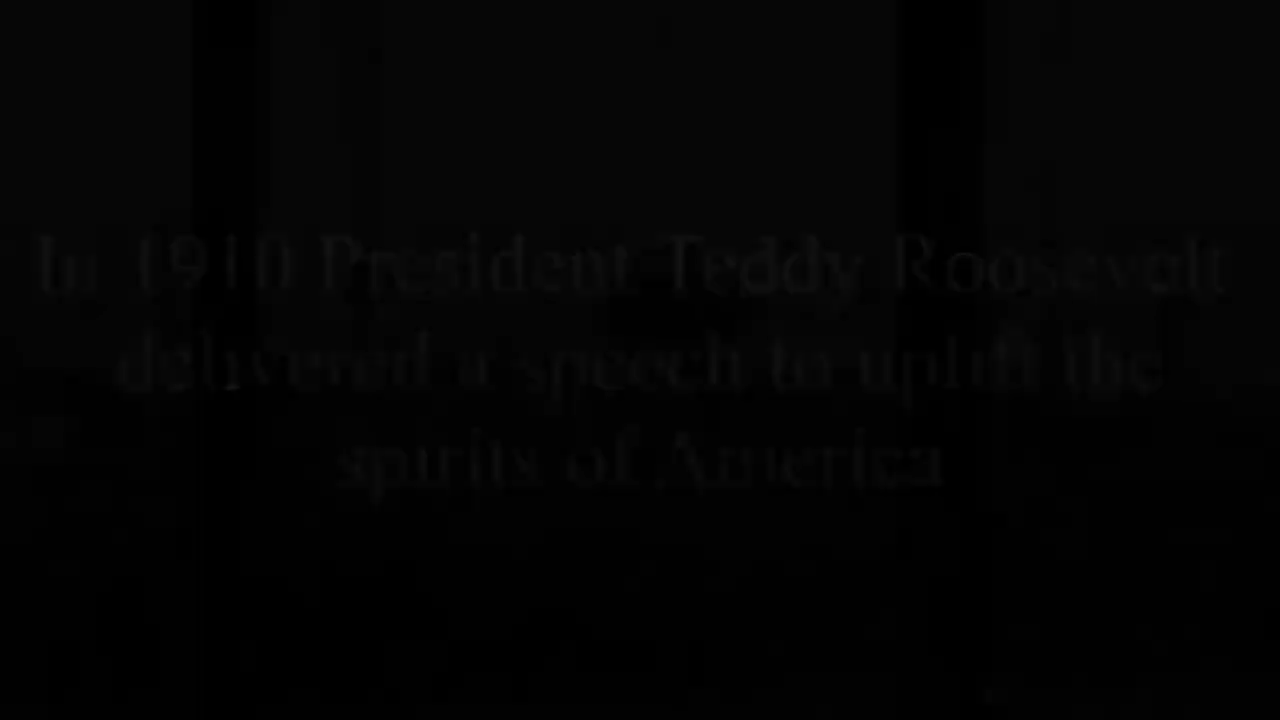 In 1910 President Teddy Roosevelt
delivered a speech to uplift the
spirits of America